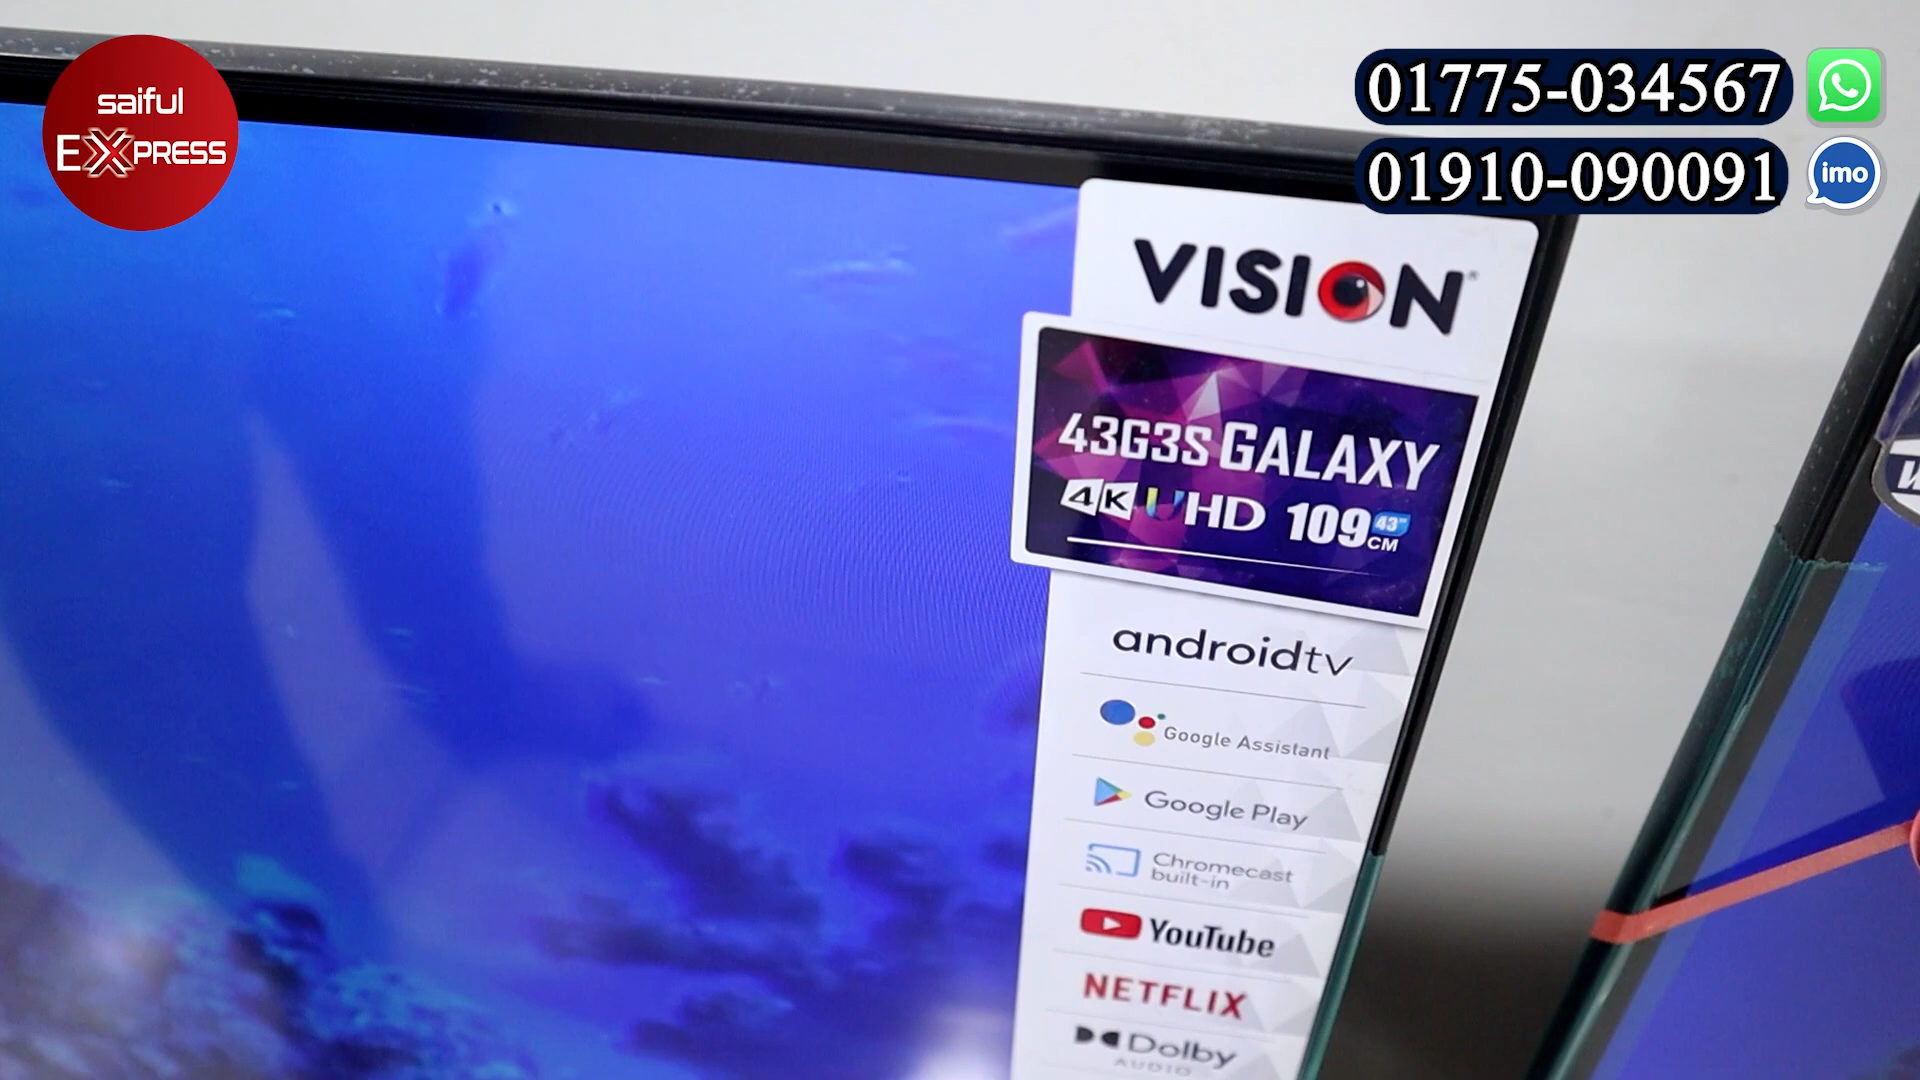 saiful
EXPRESS
01775-034567
01910-090091
imo
VISION®
43G3S GALAXY
4K UHD 109 CM 43"
androidtv
Google Assistant
Google Play
Chromecast
built-in
YouTube
NETFLIX
Dolby
AUDIO